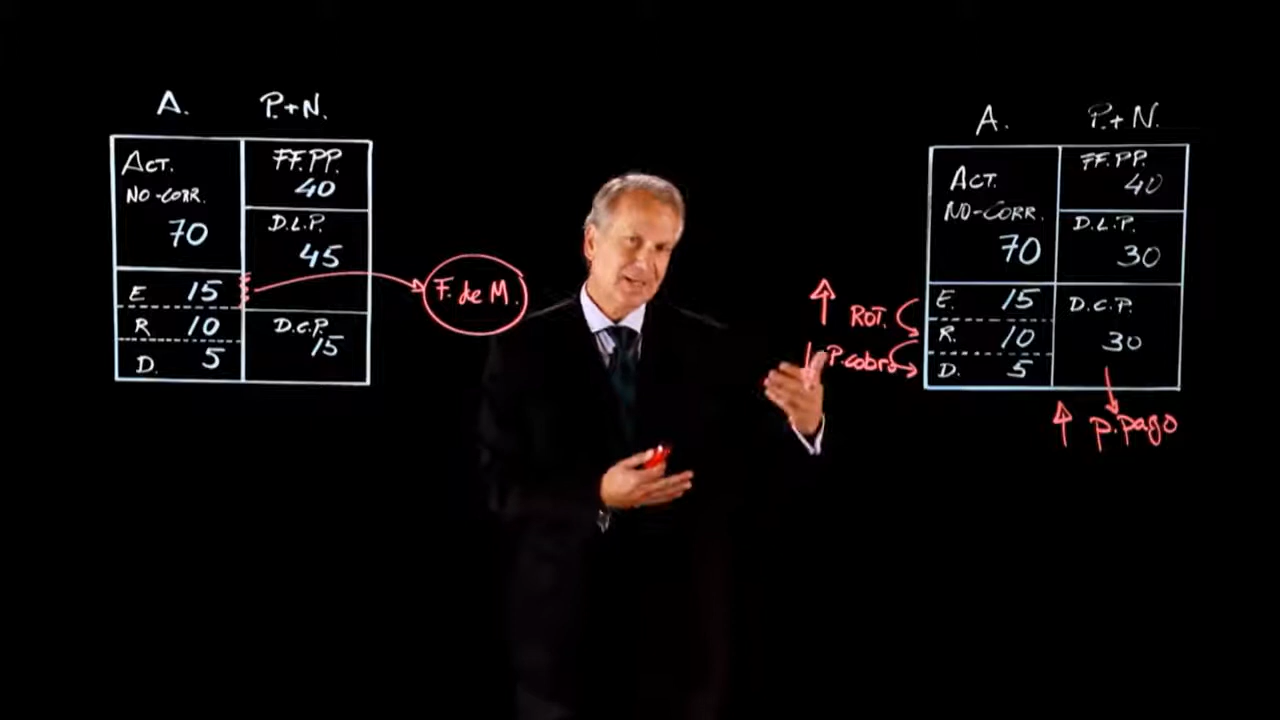 A. P.+N.
ACT. NO-CORR. 70
FF.PP. 40
D.L.P. 45
E 15
R 10
D. 5
D.C.P. 15
F. de M.
↑ ROT.
↓ P.cobro
A. P.+N.
ACT. NO-CORR. 70
FF.PP. 40
D.L.P. 30
E. 15
R. 10
D. 5
D.C.P. 30
↑ p.pago